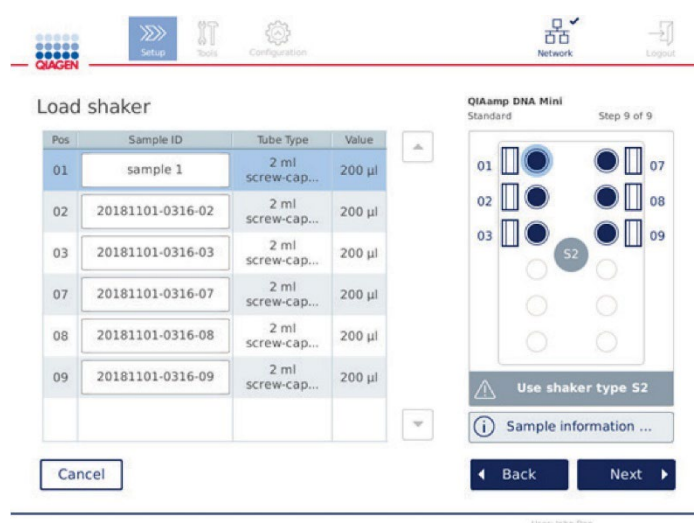 QIAGEN
Setup
Tools
Configuration
Network
Logout
Load shaker
QIAamp DNA Mini
Standard Step 9 of 9
Pos Sample ID Tube Type Value
01 sample 1 2 ml screw-cap... 200 µl
02 20181101-0316-02 2 ml screw-cap... 200 µl
03 20181101-0316-03 2 ml screw-cap... 200 µl
07 20181101-0316-07 2 ml screw-cap... 200 µl
08 20181101-0316-08 2 ml screw-cap... 200 µl
09 20181101-0316-09 2 ml screw-cap... 200 µl
01 07
02 08
03 09
S2
Use shaker type S2
Sample information ...
Cancel
Back
Next